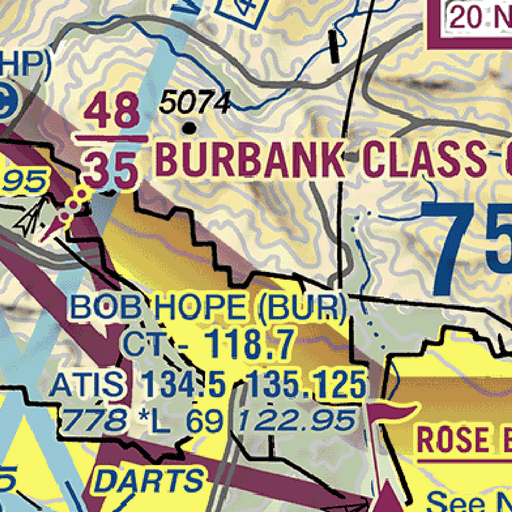 20 N
HP)
C
48
35
5074
BURBANK CLASS C
95
75
BOB HOPE (BUR)
CT - 118.7
ATIS 134.5 135.125
778 *L 69 122.95
ROSE B
5
DARTS
See N